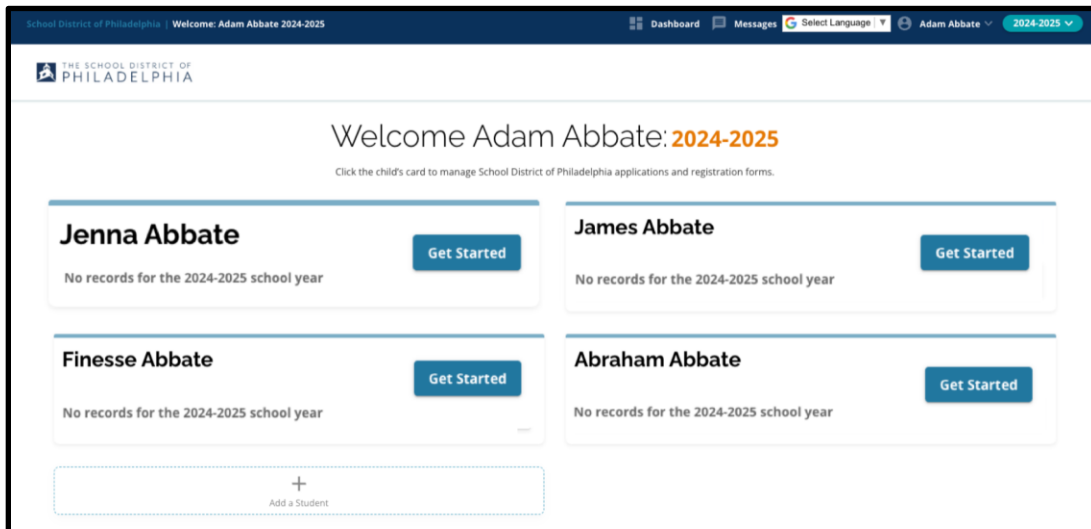 School District of Philadelphia | Welcome: Adam Abbate 2024-2025
Dashboard Messages Select Language ▼ Adam Abbate 2024-2025
THE SCHOOL DISTRICT OF
PHILADELPHIA
Welcome Adam Abbate: 2024-2025
Click the child's card to manage School District of Philadelphia applications and registration forms.
Jenna Abbate
Get Started
No records for the 2024-2025 school year
James Abbate
Get Started
No records for the 2024-2025 school year
Finesse Abbate
Get Started
No records for the 2024-2025 school year
Abraham Abbate
Get Started
No records for the 2024-2025 school year
+
Add a Student